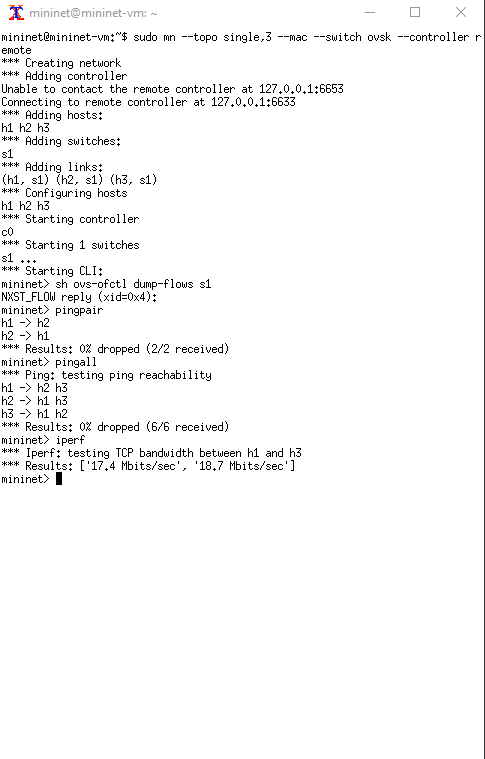 mininet@mininet-vm: ~
mininet@mininet-vm:~$ sudo mn --topo single,3 --mac --switch ovsk --controller r
emote
*** Creating network
*** Adding controller
Unable to contact the remote controller at 127.0.0.1:6653
Connecting to remote controller at 127.0.0.1:6633
*** Adding hosts:
h1 h2 h3
*** Adding switches:
s1
*** Adding links:
(h1, s1) (h2, s1) (h3, s1)
*** Configuring hosts
h1 h2 h3
*** Starting controller
c0
*** Starting 1 switches
s1 ...
*** Starting CLI:
mininet> sh ovs-ofctl dump-flows s1
NXST_FLOW reply (xid=0x4):
mininet> pingpair
h1 -> h2
h2 -> h1
*** Results: 0% dropped (2/2 received)
mininet> pingall
*** Ping: testing ping reachability
h1 -> h2 h3
h2 -> h1 h3
h3 -> h1 h2
*** Results: 0% dropped (6/6 received)
mininet> iperf
*** Iperf: testing TCP bandwidth between h1 and h3
*** Results: ['17.4 Mbits/sec', '18.7 Mbits/sec']
mininet>